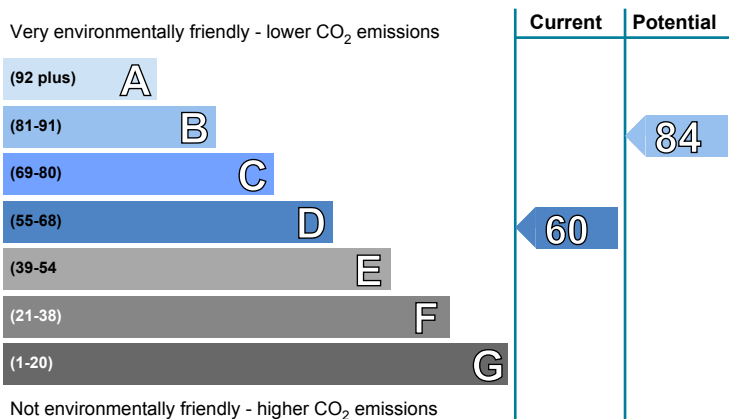 Current Potential
Very environmentally friendly - lower CO2 emissions
(92 plus) A
(81-91) B
84
(69-80) C
(55-68) D
60
(39-54 E
(21-38) F
(1-20) G
Not environmentally friendly - higher CO2 emissions